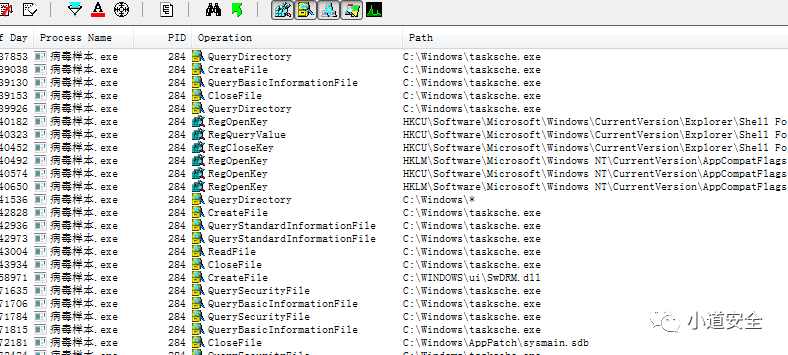 f Day Process Name PID Operation Path
37853 病毒样本.exe 284 QueryDirectory C:\Windows\tasksche.exe
39038 病毒样本.exe 284 CreateFile C:\Windows\tasksche.exe
39130 病毒样本.exe 284 QueryBasicInformationFile C:\Windows\tasksche.exe
39153 病毒样本.exe 284 CloseFile C:\Windows\tasksche.exe
39926 病毒样本.exe 284 QueryDirectory C:\Windows\tasksche.exe
40182 病毒样本.exe 284 RegOpenKey HKCU\Software\Microsoft\Windows\CurrentVersion\Explorer\Shell Fo
40323 病毒样本.exe 284 RegQueryValue HKCU\Software\Microsoft\Windows\CurrentVersion\Explorer\Shell Fo
40452 病毒样本.exe 284 RegCloseKey HKCU\Software\Microsoft\Windows\CurrentVersion\Explorer\Shell Fo
40492 病毒样本.exe 284 RegOpenKey HKLM\Software\Microsoft\Windows NT\CurrentVersion\AppCompatFlags
40574 病毒样本.exe 284 RegOpenKey HKCU\Software\Microsoft\Windows NT\CurrentVersion\AppCompatFlags
40650 病毒样本.exe 284 RegOpenKey HKLM\Software\Microsoft\Windows NT\CurrentVersion\AppCompatFlags
41536 病毒样本.exe 284 QueryDirectory C:\Windows\*
42828 病毒样本.exe 284 CreateFile C:\Windows\tasksche.exe
42936 病毒样本.exe 284 QueryStandardInformationFile C:\Windows\tasksche.exe
42973 病毒样本.exe 284 QueryStandardInformationFile C:\Windows\tasksche.exe
43004 病毒样本.exe 284 ReadFile C:\Windows\tasksche.exe
43934 病毒样本.exe 284 CloseFile C:\Windows\tasksche.exe
58971 病毒样本.exe 284 CreateFile C:\WINDOWS\ui\SwDRM.dll
71635 病毒样本.exe 284 QuerySecurityFile C:\Windows\tasksche.exe
71706 病毒样本.exe 284 QueryBasicInformationFile C:\Windows\tasksche.exe
71784 病毒样本.exe 284 QuerySecurityFile C:\Windows\tasksche.exe
71815 病毒样本.exe 284 QueryBasicInformationFile C:\Windows\tasksche.exe
72181 病毒样本.exe 284 CloseFile C:\Windows\AppPatch\sysmain.sdb
小道安全